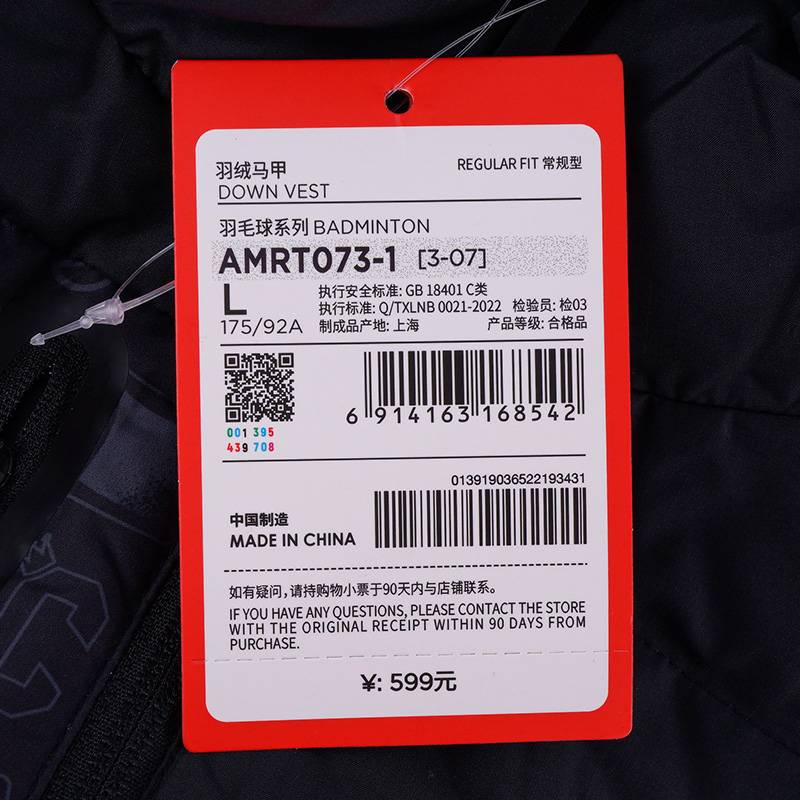 羽绒马甲
DOWN VEST
REGULAR FIT 常规型
羽毛球系列 BADMINTON
AMRT073-1 [3-07]
L
175/92A
执行安全标准: GB 18401 C类
执行标准: Q/TXLNB 0021-2022 检验员: 检03
制成品产地: 上海 产品等级: 合格品
001 395
439 708
6 914163 168542
013919036522193431
中国制造
MADE IN CHINA
如有疑问，请持购物小票于90天内与店铺联系。
IF YOU HAVE ANY QUESTIONS, PLEASE CONTACT THE STORE
WITH THE ORIGINAL RECEIPT WITHIN 90 DAYS FROM
PURCHASE.
¥: 599元